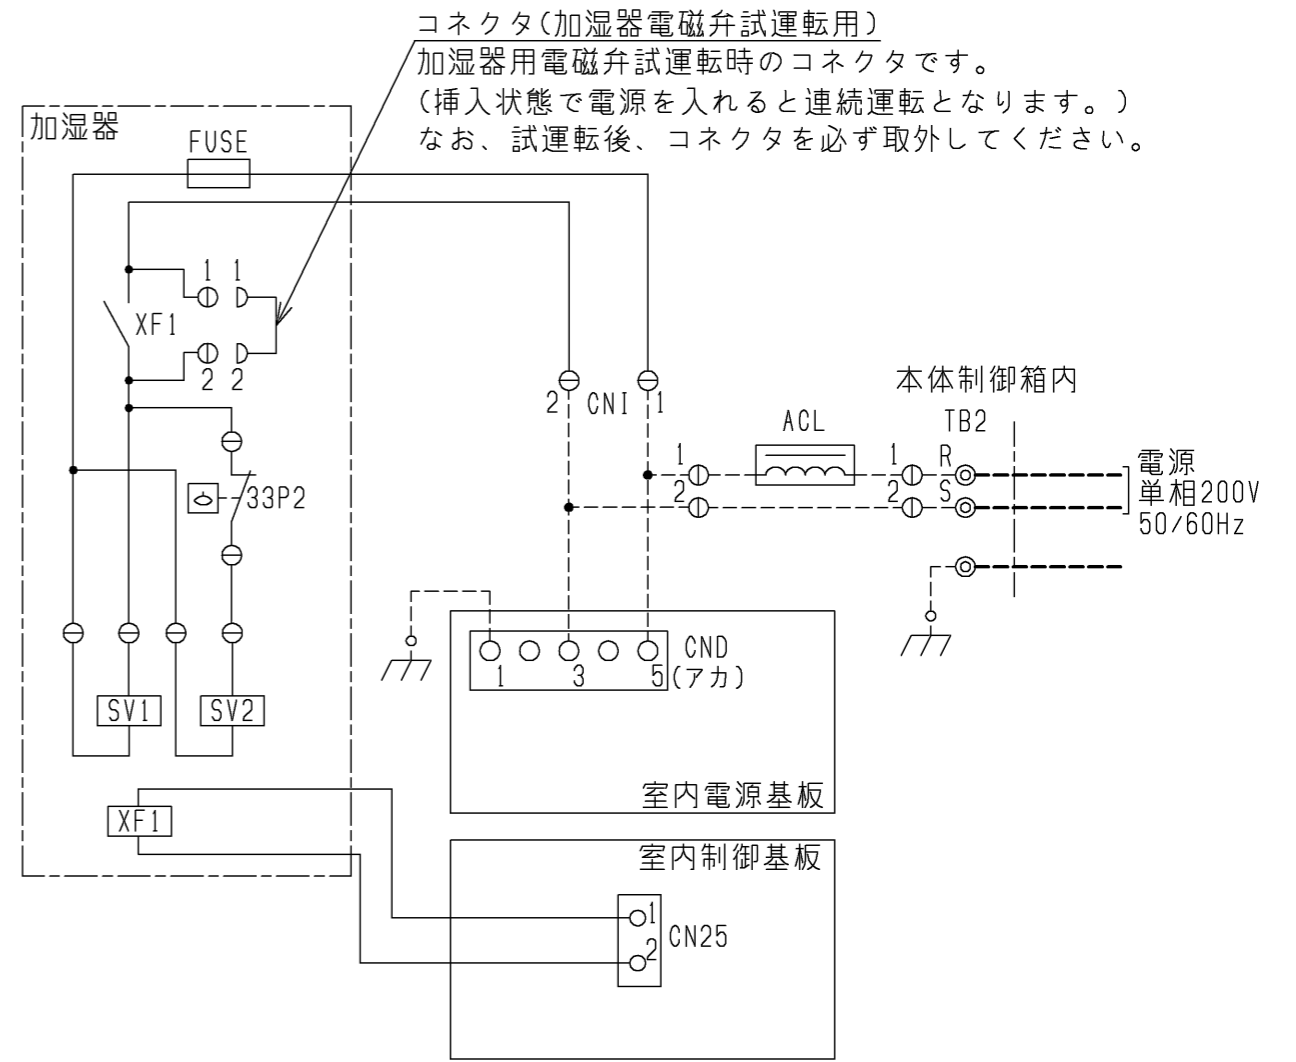 コネクタ(加湿器電磁弁試運転用)
加湿器用電磁弁試運転時のコネクタです。
(挿入状態で電源を入れると連続運転となります。)
なお、試運転後、コネクタを必ず取外してください。
加湿器
FUSE
1 1
XF1
2 2
33P2
SV1
SV2
XF1
2 CNI 1
本体制御箱内
ACL
TB2
1
1
R
2
2
S
電源
単相200V
50/60Hz
CND
1 3 5
(アカ)
室内電源基板
室内制御基板
1
CN25
2